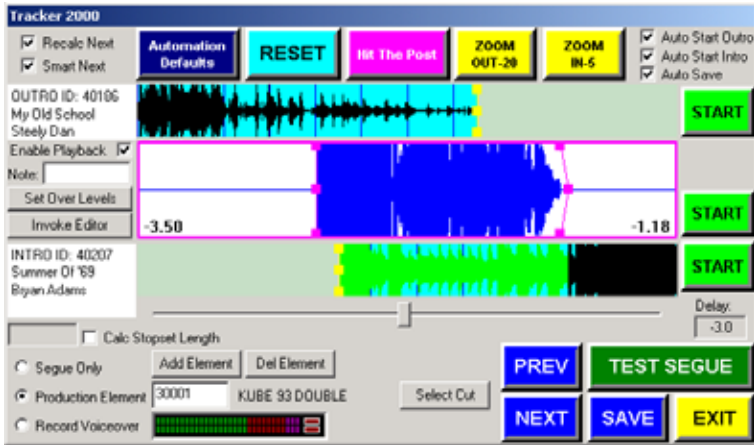 Tracker 2000
Recalc Next
Smart Next
Automation
Defaults
RESET
Hit The Post
ZOOM
OUT-20
ZOOM
IN-5
Auto Start Outro
Auto Start Intro
Auto Save
OUTRO ID: 40186
My Old School
Steely Dan
START
Enable Playback
Note:
Set Over Levels
Invoke Editor
-3.50
-1.18
START
INTRO ID: 40207
Summer Of '69
Bryan Adams
START
Delay:
-3.0
Calc Stopset Length
Segue Only
Add Element
Del Element
PREV
TEST SEGUE
Production Element
30001
KUBE 93 DOUBLE
Select Cut
Record Voiceover
NEXT
SAVE
EXIT